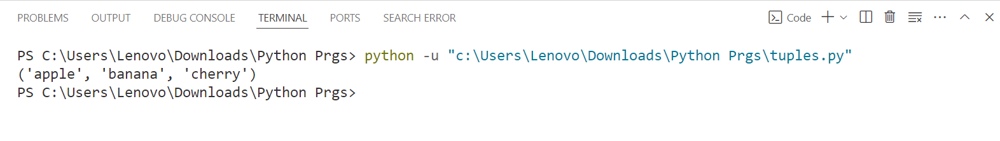 PROBLEMS OUTPUT DEBUG CONSOLE TERMINAL PORTS SEARCH ERROR Code
PS C:\Users\Lenovo\Downloads\Python Prgs> python -u "c:\Users\Lenovo\Downloads\Python Prgs\tuples.py"
('apple', 'banana', 'cherry')
PS C:\Users\Lenovo\Downloads\Python Prgs>